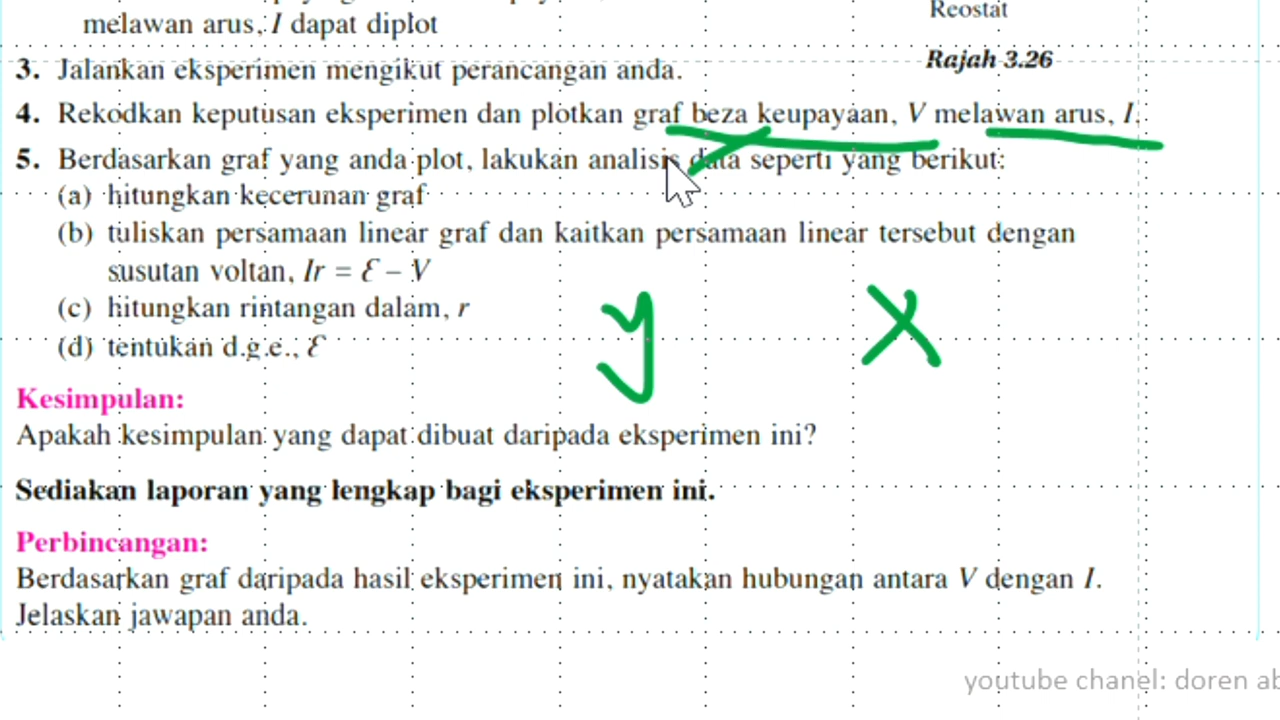 melawan arus, I dapat diplot
Reostat
Rajah 3.26
3. Jalankan eksperimen mengikut perancangan anda.
4. Rekodkan keputusan eksperimen dan plotkan graf beza keupayaan, V melawan arus, I.
5. Berdasarkan graf yang anda plot, lakukan analisis data seperti yang berikut:
(a) hitungkan kecerunan graf
(b) tuliskan persamaan linear graf dan kaitkan persamaan linear tersebut dengan
susutan voltan, Ir = ℰ – V
(c) hitungkan rintangan dalam, r
(d) tentukan d.g.e., ℰ
y x
Kesimpulan:
Apakah kesimpulan yang dapat dibuat daripada eksperimen ini?
Sediakan laporan yang lengkap bagi eksperimen ini.
Perbincangan:
Berdasarkan graf daripada hasil eksperimen ini, nyatakan hubungan antara V dengan I.
Jelaskan jawapan anda.
youtube chanel: doren ab